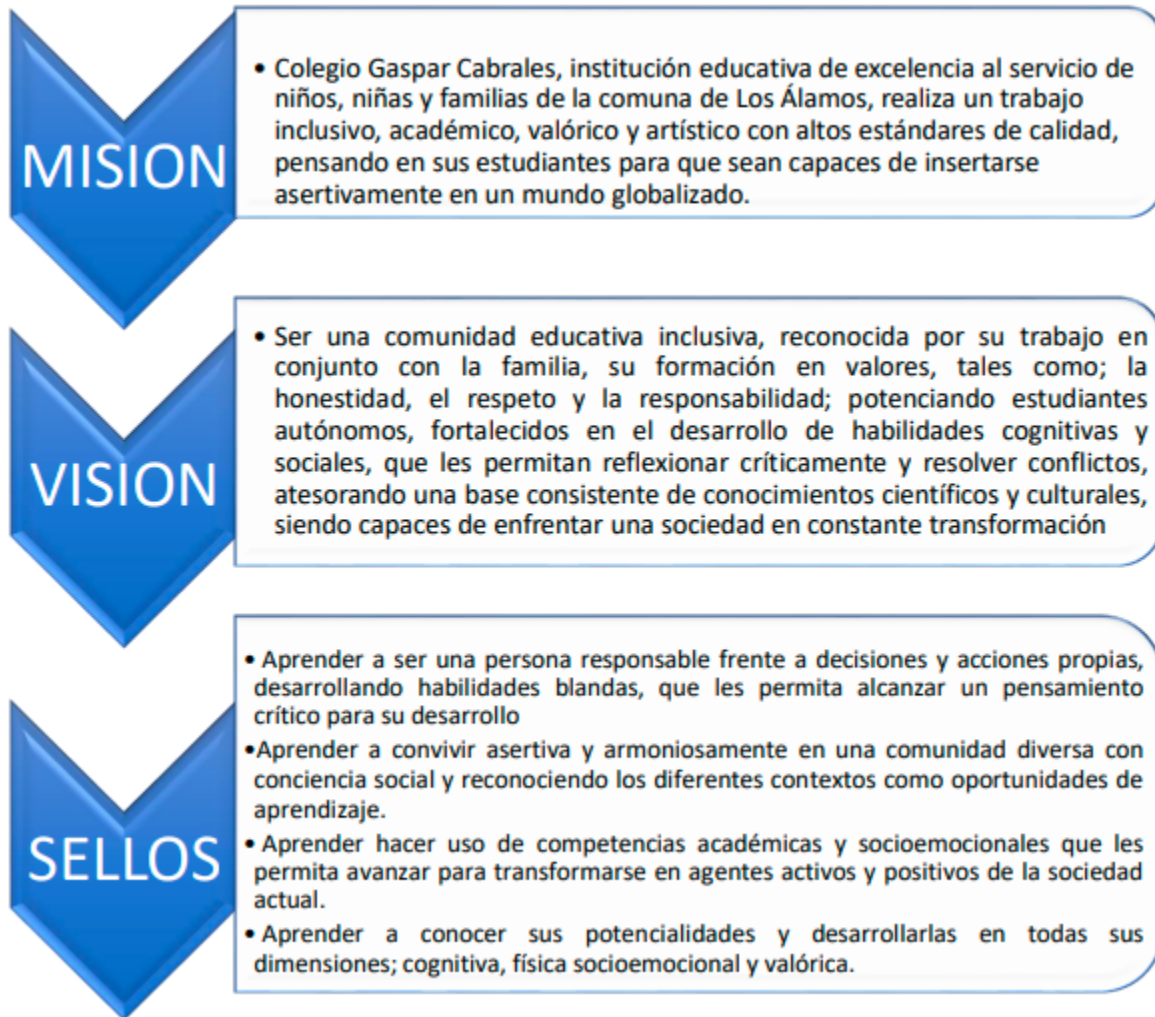 MISION
• Colegio Gaspar Cabrales, institución educativa de excelencia al servicio de
niños, niñas y familias de la comuna de Los Álamos, realiza un trabajo
inclusivo, académico, valórico y artístico con altos estándares de calidad,
pensando en sus estudiantes para que sean capaces de insertarse
asertivamente en un mundo globalizado.
VISION
• Ser una comunidad educativa inclusiva, reconocida por su trabajo en
conjunto con la familia, su formación en valores, tales como; la
honestidad, el respeto y la responsabilidad; potenciando estudiantes
autónomos, fortalecidos en el desarrollo de habilidades cognitivas y
sociales, que les permitan reflexionar críticamente y resolver conflictos,
atesorando una base consistente de conocimientos científicos y culturales,
siendo capaces de enfrentar una sociedad en constante transformación
SELLOS
• Aprender a ser una persona responsable frente a decisiones y acciones propias,
desarrollando habilidades blandas, que les permita alcanzar un pensamiento
crítico para su desarrollo
•Aprender a convivir asertiva y armoniosamente en una comunidad diversa con
conciencia social y reconociendo los diferentes contextos como oportunidades de
aprendizaje.
• Aprender hacer uso de competencias académicas y socioemocionales que les
permita avanzar para transformarse en agentes activos y positivos de la sociedad
actual.
• Aprender a conocer sus potencialidades y desarrollarlas en todas sus
dimensiones; cognitiva, física socioemocional y valórica.